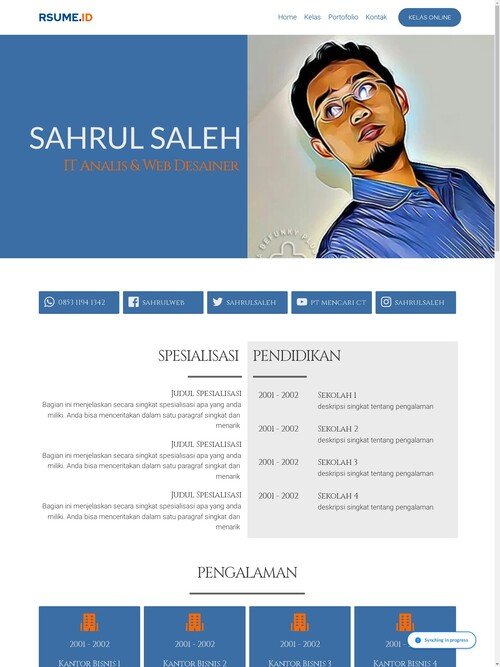 RSUME.ID
Home Kelas Portofolio Kontak KELAS ONLINE
SAHRUL SALEH
IT Analis & Web Desainer
0853 1194 1342
sahrulweb
sahrulsaleh
PT MENCARI CT
sahrulsaleh
SPESIALISASI
Judul Spesialisasi
Bagian ini menjelaskan secara singkat spesialisasi apa yang anda
miliki. Anda bisa menceritakan dalam satu paragraf singkat dan
menarik
Judul Spesialisasi
Bagian ini menjelaskan secara singkat spesialisasi apa yang anda
miliki. Anda bisa menceritakan dalam satu paragraf singkat dan
menarik
Judul Spesialisasi
Bagian ini menjelaskan secara singkat spesialisasi apa yang anda
miliki. Anda bisa menceritakan dalam satu paragraf singkat dan
menarik
PENDIDIKAN
2001 - 2002 Sekolah 1
deskripsi singkat tentang pengalaman
2001 - 2002 Sekolah 2
deskripsi singkat tentang pengalaman
2001 - 2002 Sekolah 3
deskripsi singkat tentang pengalaman
2001 - 2002 Sekolah 4
deskripsi singkat tentang pengalaman
PENGALAMAN
2001 - 2002 2001 - 2002 2001 - 2002 2001 - 2002
Kantor Bisnis 1 Kantor Bisnis 2 Kantor Bisnis 3 Kantor Bisnis 4
Synching in progress